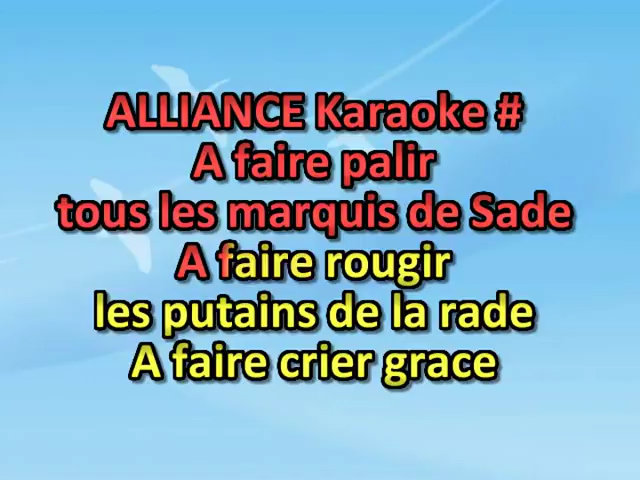 ALLIANCE Karaoke #
A faire palir
tous les marquis de Sade
A faire rougir
les putains de la rade
A faire crier grace